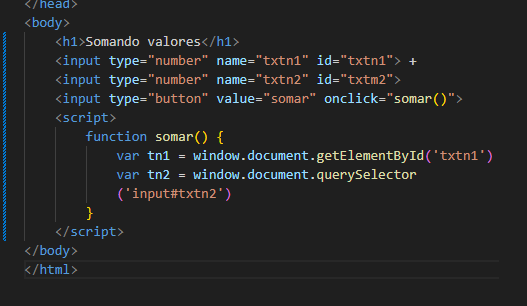 </head>
<body>
<h1>Somando valores</h1>
<input type="number" name="txtn1" id="txtn1"> +
<input type="number" name="txtn2" id="txtm2">
<input type="button" value="somar" onclick="somar()">
<script>
function somar() {
var tn1 = window.document.getElementById('txtn1')
var tn2 = window.document.querySelector
('input#txtn2')
}
</script>
</body>
</html>